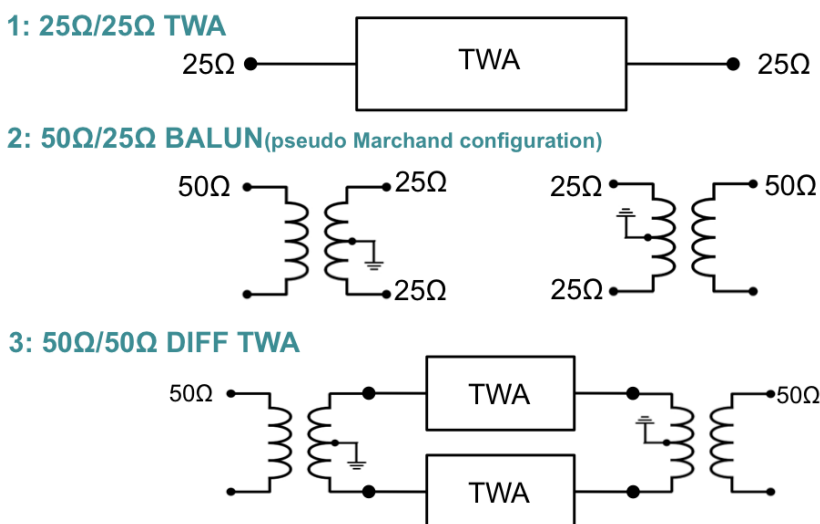 1: 25Ω/25Ω TWA
25Ω TWA 25Ω
2: 50Ω/25Ω BALUN(pseudo Marchand configuration)
50Ω 25Ω 25Ω 50Ω
25Ω 25Ω
3: 50Ω/50Ω DIFF TWA
50Ω TWA 50Ω
TWA